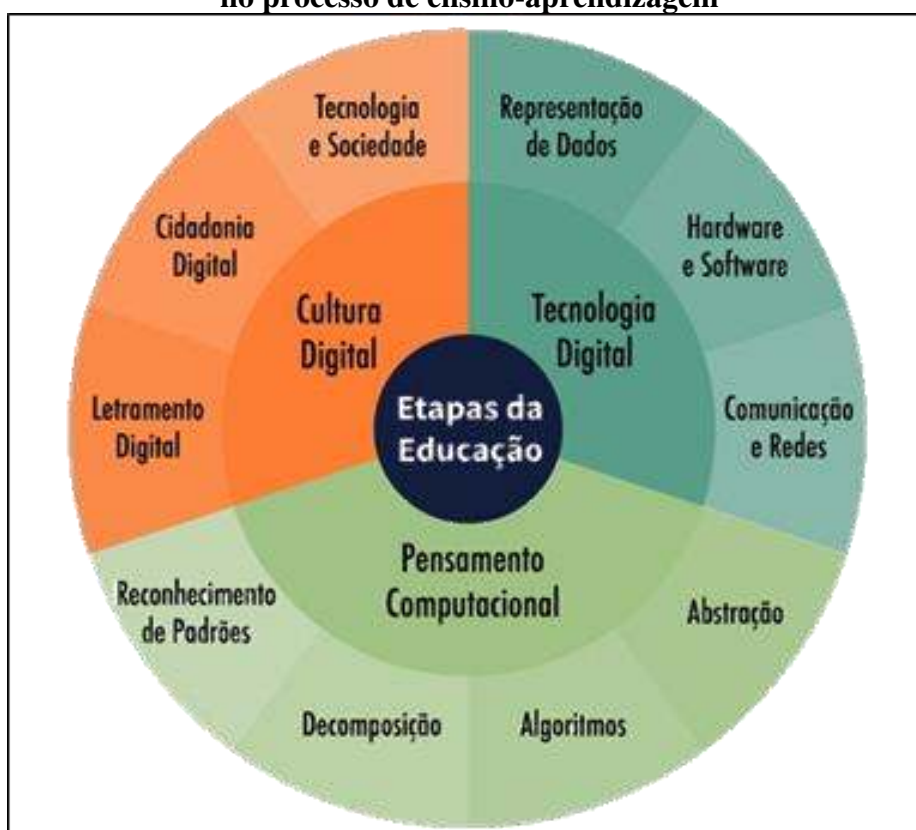 no processo de ensino-aprendizagem
Tecnologia
e Sociedade
Representação
de Dados
Cidadania
Digital
Hardware
e Software
Cultura
Digital
Tecnologia
Digital
Letramento
Digital
Etapas da
Educação
Comunicação
e Redes
Pensamento
Computacional
Reconhecimento
de Padrões
Abstração
Decomposição
Algoritmos